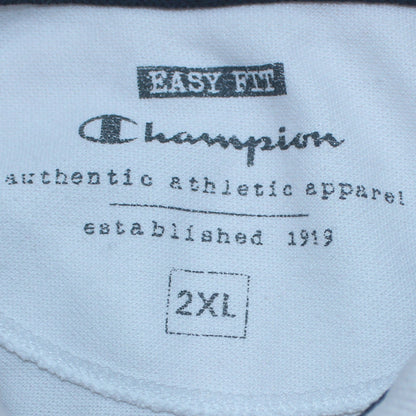 EASY FIT
Champion
authentic athletic apparel
established 1919
2XL